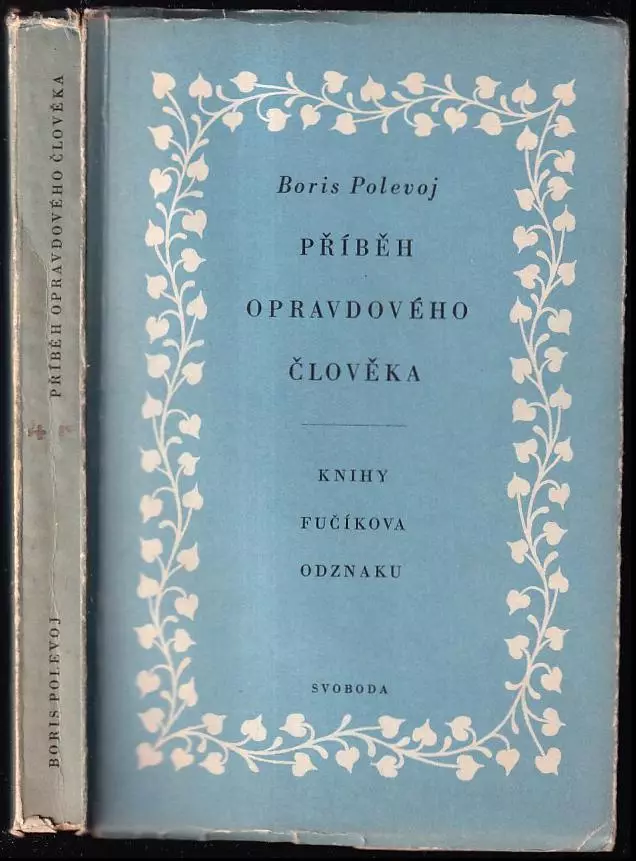 BORIS POLEVOJ PŘÍBĚH OPRAVDOVÉHO ČLOVĚKA
Boris Polevoj
PŘÍBĚH
OPRAVDOVÉHO
ČLOVĚKA
KNIHY
FUČÍKOVA
ODZNAKU
SVOBODA